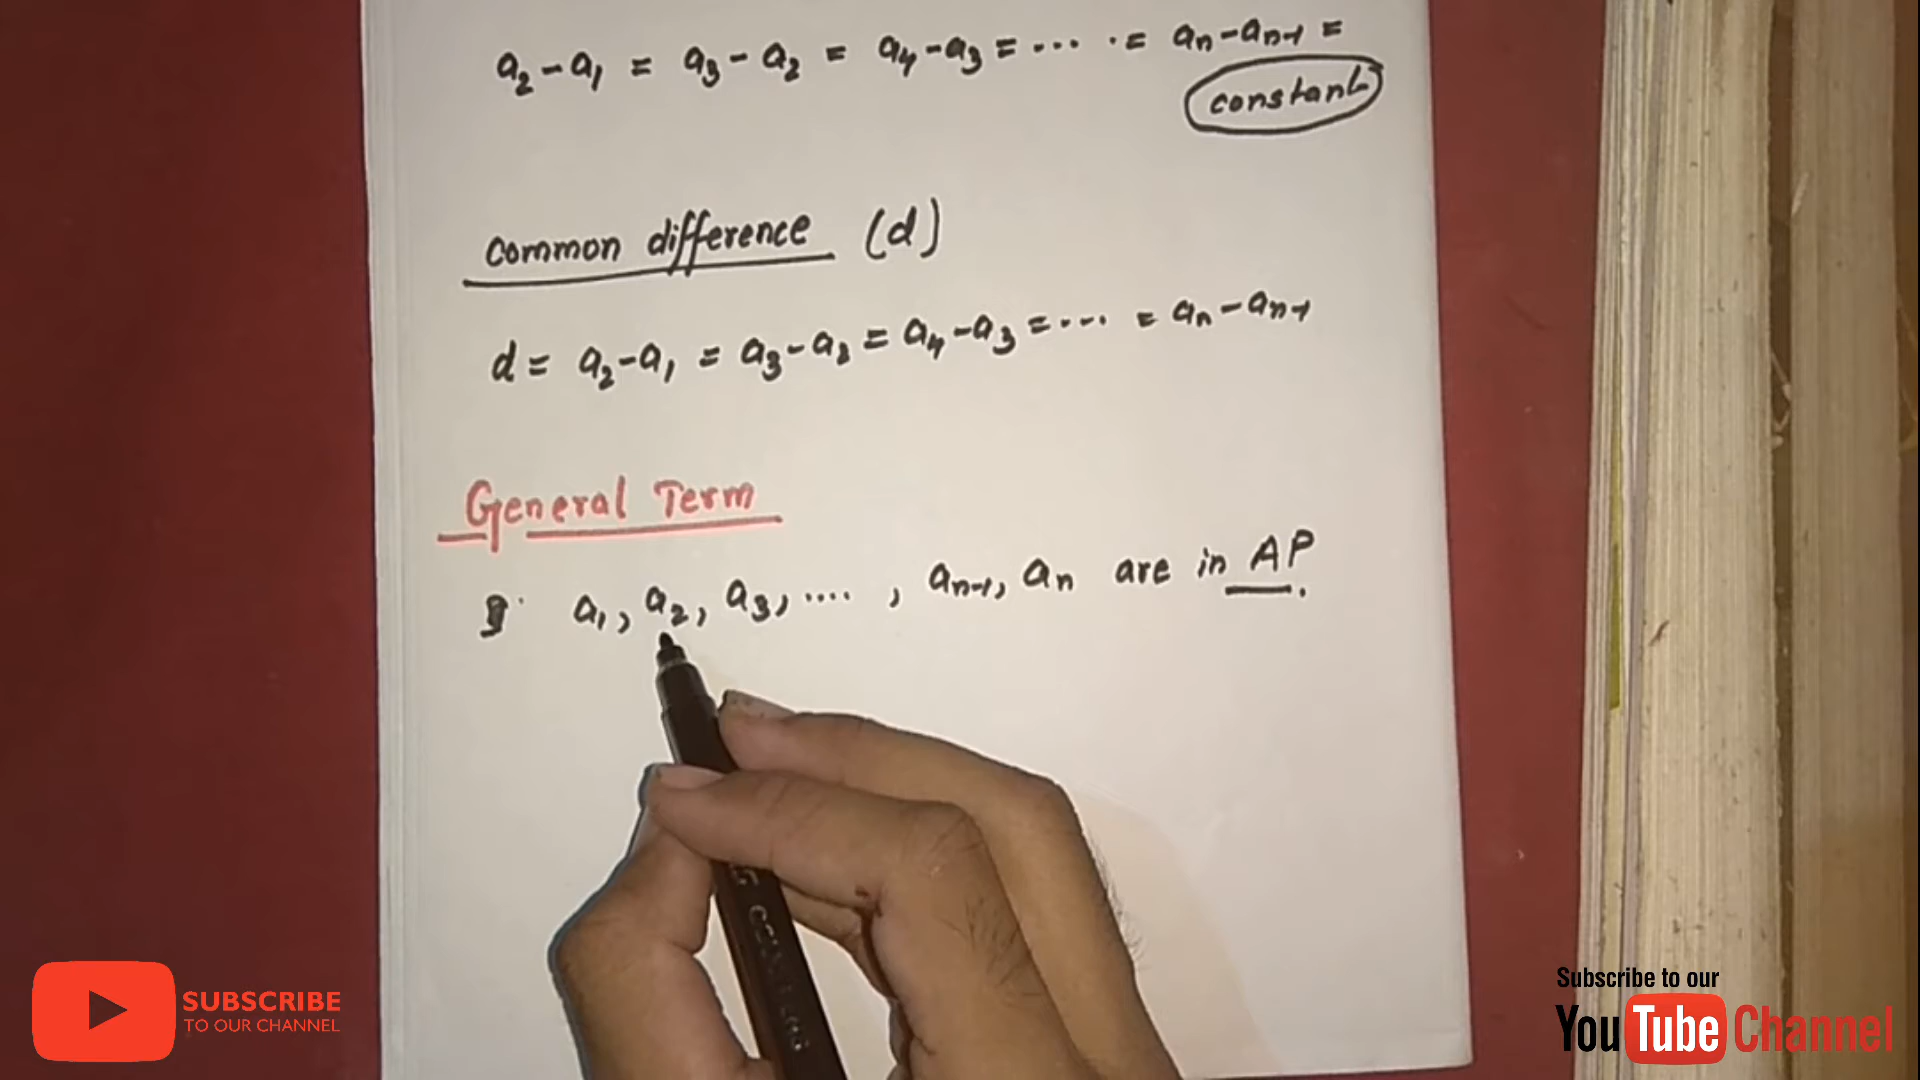 a₂-a₁ = a₃-a₂ = a₄-a₃ = ... . = aₙ-aₙ₋₁ =
constant
Common difference (d)
d = a₂-a₁ = a₃-a₂ = a₄-a₃ = ... = aₙ-aₙ₋₁
General Term
a₁, a₂, a₃, ...., aₙ₋₁, aₙ are in AP.
SUBSCRIBE
TO OUR CHANNEL
Subscribe to our
YouTube Channel